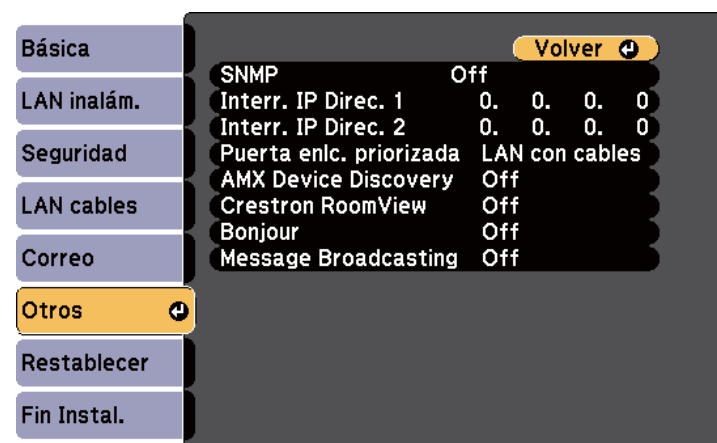 Básica
LAN inalám.
Seguridad
LAN cables
Correo
Otros
Restablecer
Fin Instal.
Volver
SNMP Off
Interr. IP Direc. 1 0. 0. 0. 0
Interr. IP Direc. 2 0. 0. 0. 0
Puerta enlc. priorizada LAN con cables
AMX Device Discovery Off
Crestron RoomView Off
Bonjour Off
Message Broadcasting Off